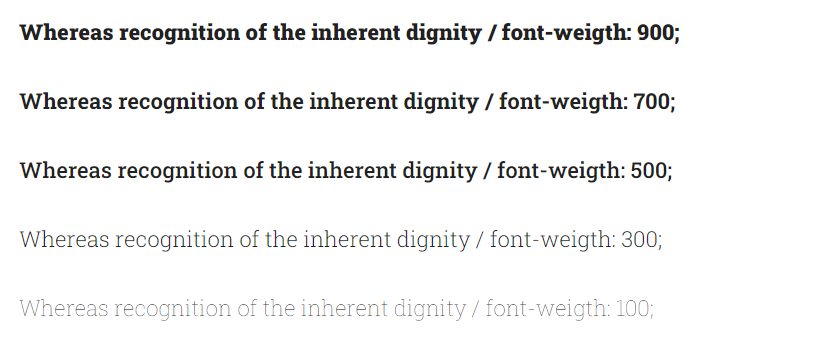 Whereas recognition of the inherent dignity / font-weigth: 900;
Whereas recognition of the inherent dignity / font-weigth: 700;
Whereas recognition of the inherent dignity / font-weigth: 500;
Whereas recognition of the inherent dignity / font-weigth: 300;
Whereas recognition of the inherent dignity / font-weigth: 100;